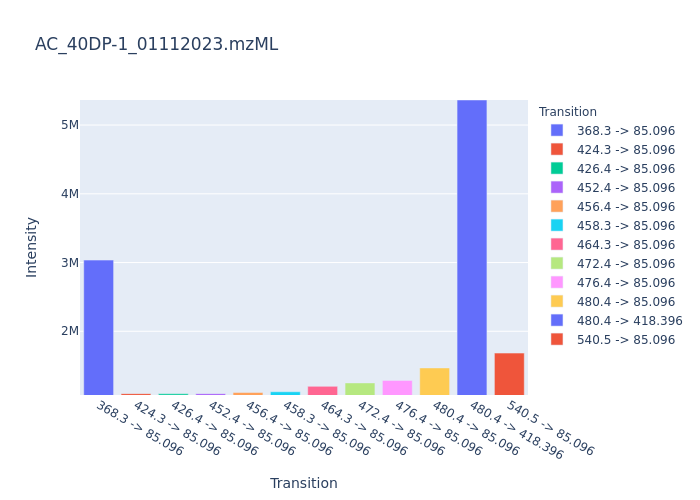 AC_40DP-1_01112023.mzML
Transition
368.3 -> 85.096
424.3 -> 85.096
426.4 -> 85.096
452.4 -> 85.096
456.4 -> 85.096
458.3 -> 85.096
464.3 -> 85.096
472.4 -> 85.096
476.4 -> 85.096
480.4 -> 85.096
480.4 -> 418.396
540.5 -> 85.096
5M
4M
3M
2M
Intensity
368.3 -> 85.096
424.3 -> 85.096
426.4 -> 85.096
452.4 -> 85.096
456.4 -> 85.096
458.3 -> 85.096
464.3 -> 85.096
472.4 -> 85.096
476.4 -> 85.096
480.4 -> 85.096
480.4 -> 418.396
540.5 -> 85.096
Transition